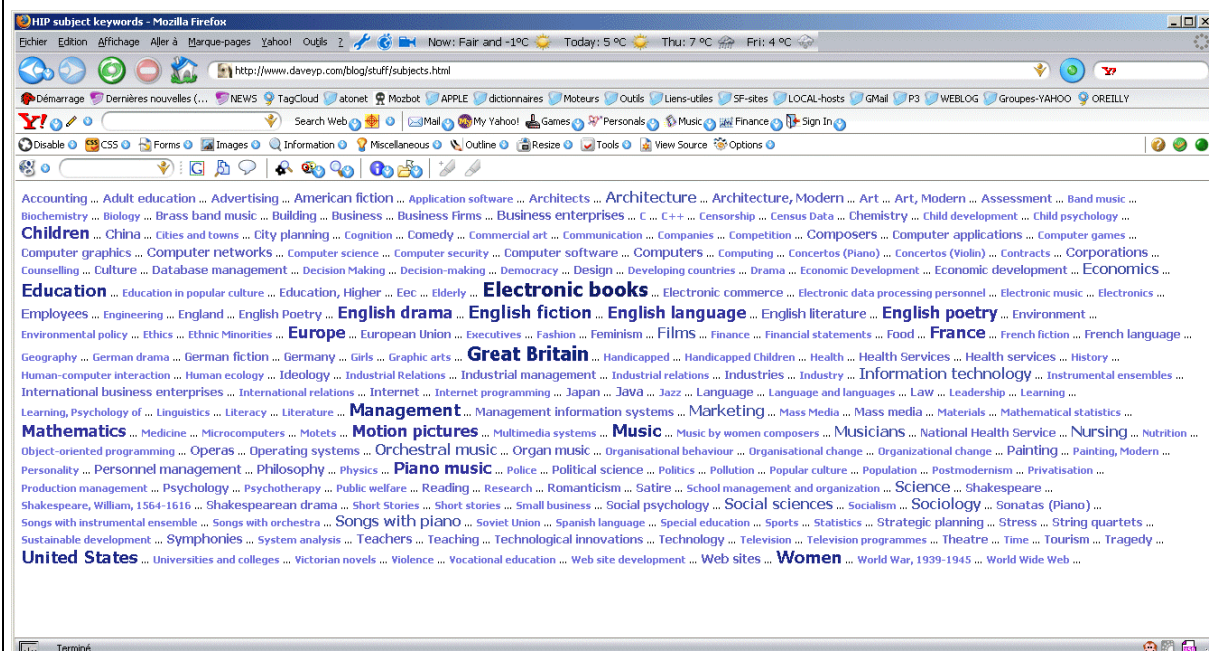 HIP subject keywords - Mozilla Firefox
Fichier Edition Affichage Aller à Marque-pages Yahoo! Outils ? Now: Fair and -1°C Today: 5 °C Thu: 7 °C Fri: 4 °C
http://www.daveyp.com/blog/stuff/subjects.html
Démarrage Dernières nouvelles (... NEWS TagCloud atonet Mozbot APPLE dictionnaires Moteurs Outils Liens-utiles SF-sites LOCAL-hosts GMail P3 WEBLOG Groupes-YAHOO OREILLY
Y! Search Web Mail My Yahoo! Games Personals Music Finance Sign In
Disable CSS Forms Images Information Miscellaneous Outline Resize Tools View Source Options
Accounting ... Adult education ... Advertising ... American fiction ... Application software ... Architects ... Architecture ... Architecture, Modern ... Art ... Art, Modern ... Assessment ... Band music ...
Biochemistry ... Biology ... Brass band music ... Building ... Business ... Business Firms ... Business enterprises ... C ... C++ ... Censorship ... Census Data ... Chemistry ... Child development ... Child psychology ...
Children ... China ... Cities and towns ... City planning ... Cognition ... Comedy ... Commercial art ... Communication ... Companies ... Competition ... Composers ... Computer applications ... Computer games ...
Computer graphics ... Computer networks ... Computer science ... Computer security ... Computer software ... Computers ... Computing ... Concertos (Piano) ... Concertos (Violin) ... Contracts ... Corporations ...
Counselling ... Culture ... Database management ... Decision Making ... Decision-making ... Democracy ... Design ... Developing countries ... Drama ... Economic Development ... Economic development ... Economics ...
Education ... Education in popular culture ... Education, Higher ... Eec ... Elderly ... Electronic books ... Electronic commerce ... Electronic data processing personnel ... Electronic music ... Electronics ...
Employees ... Engineering ... England ... English Poetry ... English drama ... English fiction ... English language ... English literature ... English poetry ... Environment ...
Environmental policy ... Ethics ... Ethnic Minorities ... Europe ... European Union ... Executives ... Fashion ... Feminism ... Films ... Finance ... Financial statements ... Food ... France ... French fiction ... French language ...
Geography ... German drama ... German fiction ... Germany ... Girls ... Graphic arts ... Great Britain ... Handicapped ... Handicapped Children ... Health ... Health Services ... Health services ... History ...
Human-computer interaction ... Human ecology ... Ideology ... Industrial Relations ... Industrial management ... Industrial relations ... Industries ... Industry ... Information technology ... Instrumental ensembles ...
International business enterprises ... International relations ... Internet ... Internet programming ... Japan ... Java ... Jazz ... Language ... Language and languages ... Law ... Leadership ... Learning ...
Learning, Psychology of ... Linguistics ... Literacy ... Literature ... Management ... Management information systems ... Marketing ... Mass Media ... Mass media ... Materials ... Mathematical statistics ...
Mathematics ... Medicine ... Microcomputers ... Motets ... Motion pictures ... Multimedia systems ... Music ... Music by women composers ... Musicians ... National Health Service ... Nursing ... Nutrition ...
Object-oriented programming ... Operas ... Operating systems ... Orchestral music ... Organ music ... Organisational behaviour ... Organisational change ... Organizational change ... Painting ... Painting, Modern ...
Personality ... Personnel management ... Philosophy ... Physics ... Piano music ... Police ... Political science ... Politics ... Pollution ... Popular culture ... Population ... Postmodernism ... Privatisation ...
Production management ... Psychology ... Psychotherapy ... Public welfare ... Reading ... Research ... Romanticism ... Satire ... School management and organization ... Science ... Shakespeare ...
Shakespeare, William, 1564-1616 ... Shakespearean drama ... Short Stories ... Short stories ... Small business ... Social psychology ... Social sciences ... Socialism ... Sociology ... Sonatas (Piano) ...
Songs with instrumental ensemble ... Songs with orchestra ... Songs with piano ... Soviet Union ... Spanish language ... Special education ... Sports ... Statistics ... Strategic planning ... Stress ... String quartets ...
Sustainable development ... Symphonies ... System analysis ... Teachers ... Teaching ... Technological innovations ... Technology ... Television ... Television programmes ... Theatre ... Time ... Tourism ... Tragedy ...
United States ... Universities and colleges ... Victorian novels ... Violence ... Vocational education ... Web site development ... Web sites ... Women ... World War, 1939-1945 ... World Wide Web ...
Terminé